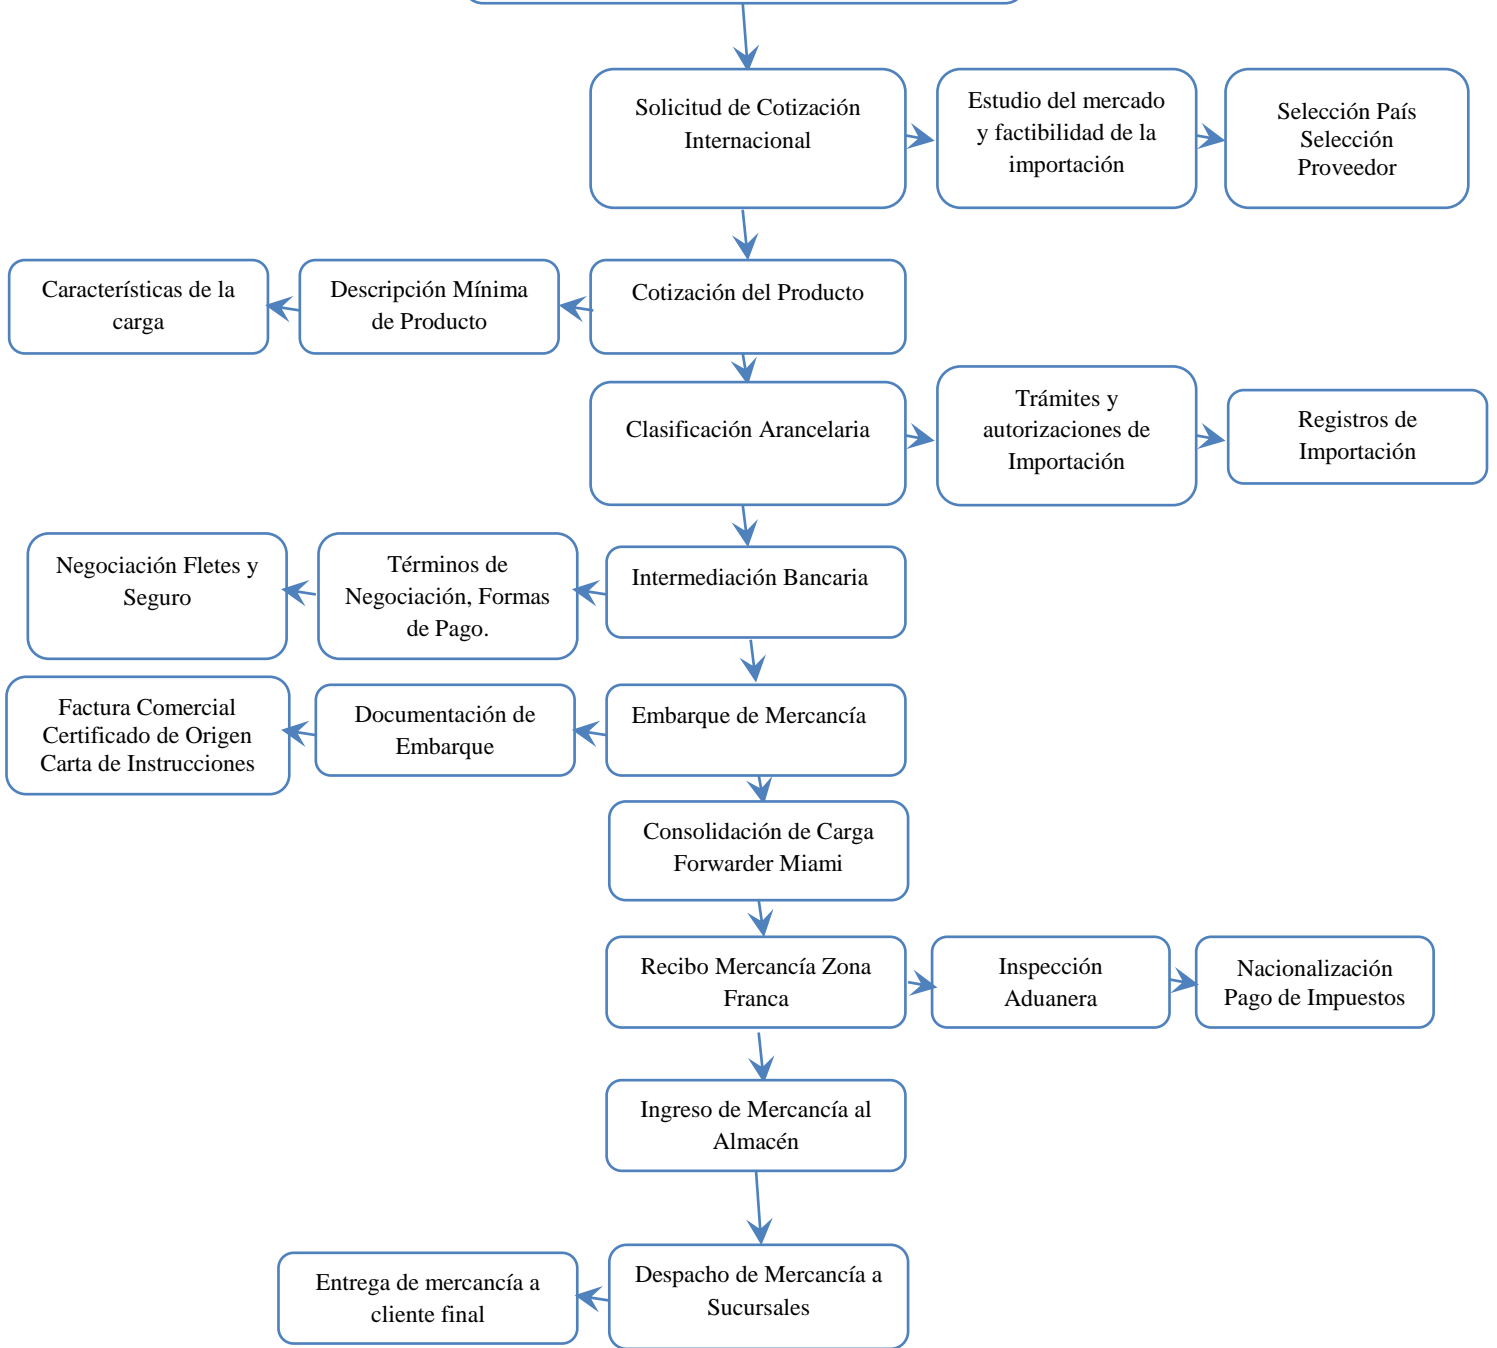 Solicitud de Cotización
Internacional
Estudio del mercado
y factibilidad de la
importación
Selección País
Selección
Proveedor
Características de la
carga
Descripción Mínima
de Producto
Cotización del Producto
Clasificación Arancelaria
Trámites y
autorizaciones de
Importación
Registros de
Importación
Negociación Fletes y
Seguro
Términos de
Negociación, Formas
de Pago.
Intermediación Bancaria
Factura Comercial
Certificado de Origen
Carta de Instrucciones
Documentación de
Embarque
Embarque de Mercancía
Consolidación de Carga
Forwarder Miami
Recibo Mercancía Zona
Franca
Inspección
Aduanera
Nacionalización
Pago de Impuestos
Ingreso de Mercancía al
Almacén
Entrega de mercancía a
cliente final
Despacho de Mercancía a
Sucursales